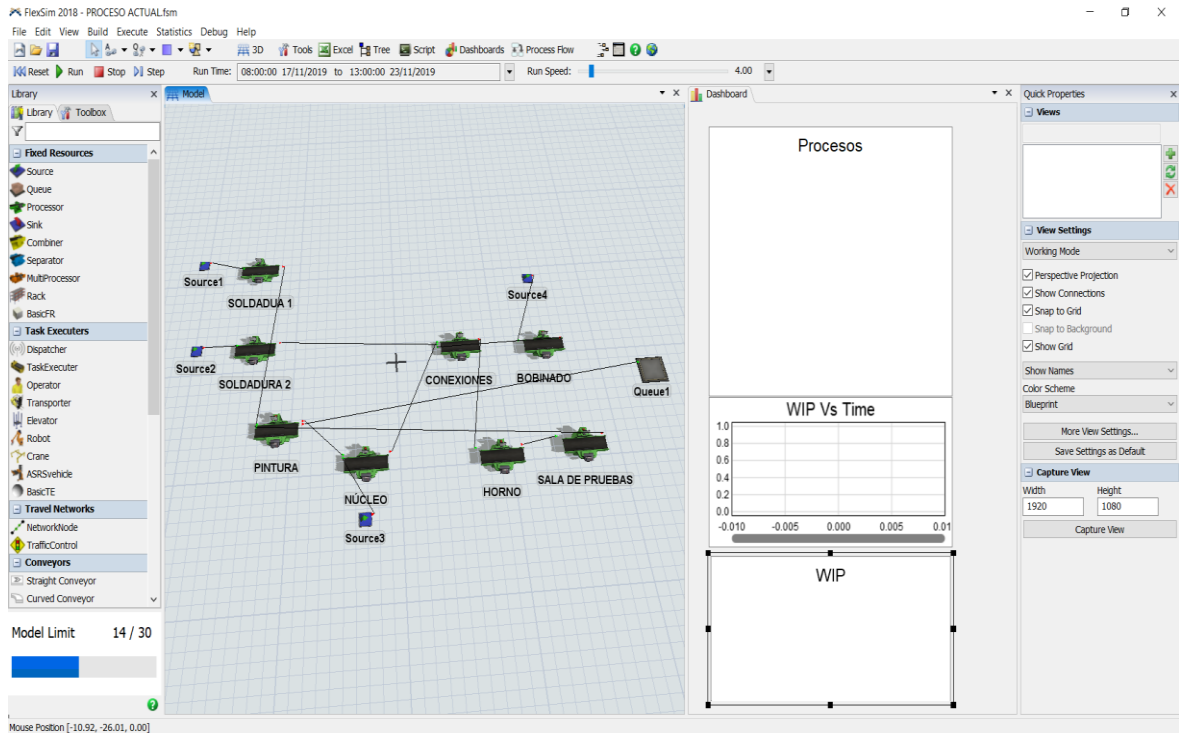 FlexSim 2018 - PROCESO ACTUAL.fsm
File Edit View Build Execute Statistics Debug Help
3D Tools Excel Tree Script Dashboards Process Flow
Reset Run Stop Step Run Time: 08:00:00 17/11/2019 to 13:00:00 23/11/2019 Run Speed: 4.00
Library
Library Toolbox
Fixed Resources
Source
Queue
Processor
Sink
Combiner
Separator
MultiProcessor
Rack
BasicFR
Task Executers
Dispatcher
TaskExecuter
Operator
Transporter
Elevator
Robot
Crane
ASRSvehicle
BasicTE
Travel Networks
NetworkNode
TrafficControl
Conveyors
Straight Conveyor
Curved Conveyor
Model Limit 14 / 30
Model
Source1
SOLDADUA 1
Source4
Source2
SOLDADURA 2
CONEXIONES
BOBINADO
Queue1
PINTURA
NÚCLEO
HORNO
SALA DE PRUEBAS
Source3
Dashboard
Procesos
WIP Vs Time
1.0
0.8
0.6
0.4
0.2
0.0
-0.010 -0.005 0.000 0.005 0.01
WIP
Quick Properties
Views
View Settings
Working Mode
Perspective Projection
Show Connections
Snap to Grid
Snap to Background
Show Grid
Show Names
Color Scheme
Blueprint
More View Settings...
Save Settings as Default
Capture View
Width Height
1920 1080
Capture View
Mouse Position [-10.92, -26.01, 0.00]